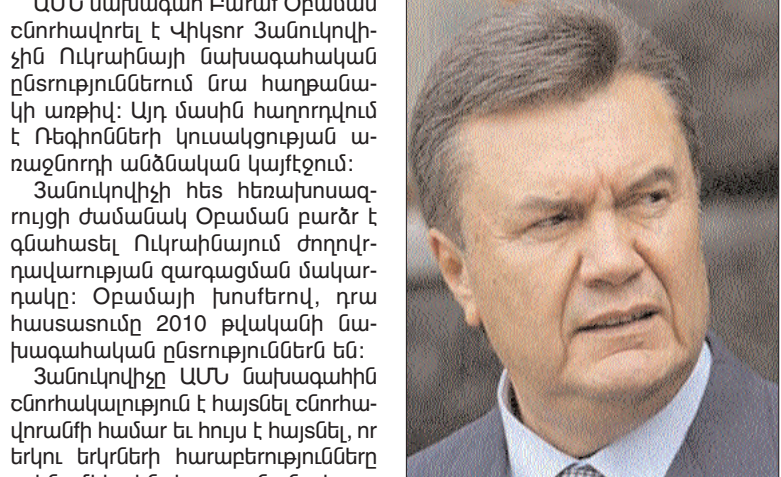 ԱՄՆ նախագահ Բարաք Օբաման
շնորհավորել է Վիկտոր Յանուկովի-
չին Ուկրաինայի նախագահական
ընտրություններում նրա հաղթանա-
կի առթիվ: Այդ մասին հաղորդվում
է Ռեգիոնների կուսակցության ա-
ռաջնորդի անձնական կայքէջում:
Յանուկովիչի հետ հեռախոսազ-
րույցի ժամանակ Օբաման բարձր է
գնահատել Ուկրաինայում ժողովր-
դավարության զարգացման մակար-
դակը: Օբամայի խոսքերով, դրա
հաստատումը 2010 թվականի նա-
խագահական ընտրություններն են:
Յանուկովիչը ԱՄՆ նախագահին
շնորհակալություն է հայտնել շնորհա-
վորանքի համար եւ հույս է հայտնել, որ
երկու երկրների հարաբերությունները